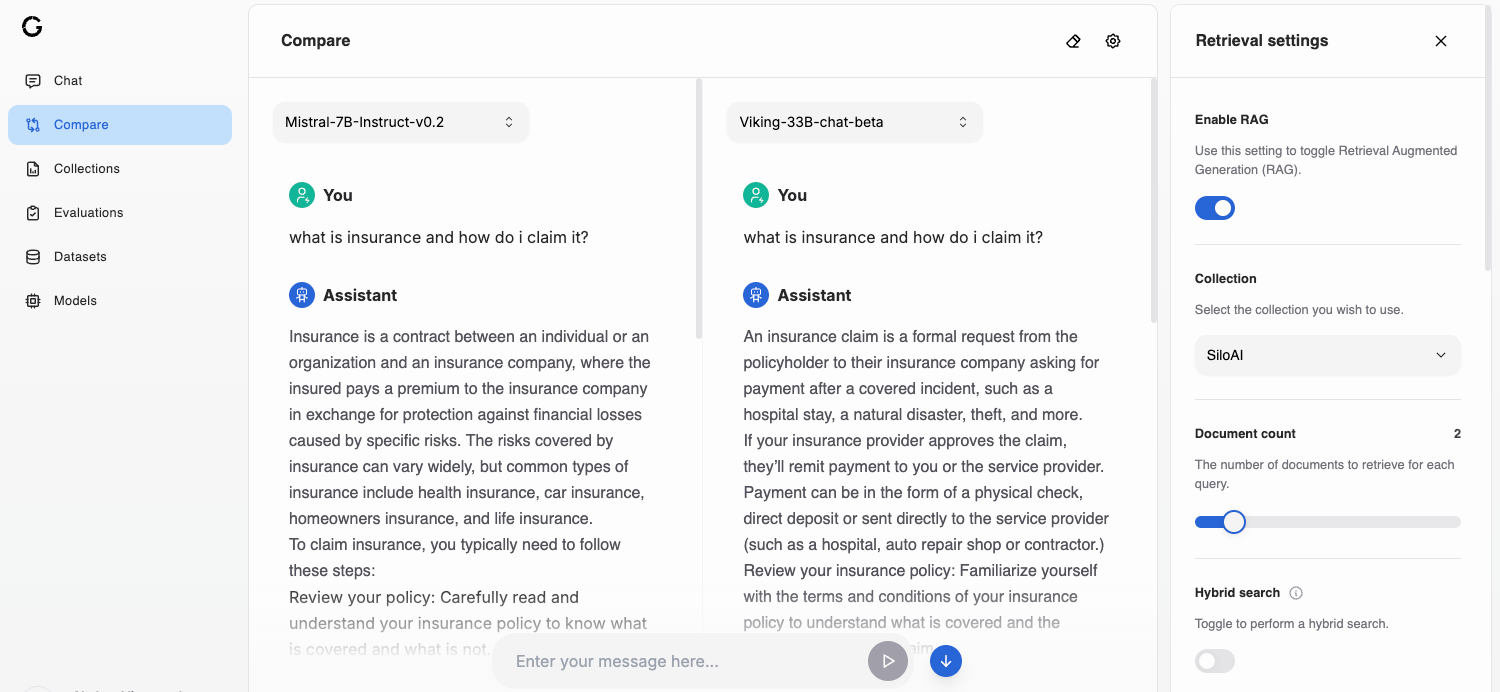 Chat
Compare
Collections
Evaluations
Datasets
Models
Compare
Mistral-7B-Instruct-v0.2
You
what is insurance and how do i claim it?
Assistant
Insurance is a contract between an individual or an
organization and an insurance company, where the
insured pays a premium to the insurance company
in exchange for protection against financial losses
caused by specific risks. The risks covered by
insurance can vary widely, but common types of
insurance include health insurance, car insurance,
homeowners insurance, and life insurance.
To claim insurance, you typically need to follow
these steps:
Review your policy: Carefully read and
understand your insurance policy to know what
is covered and what is not.
Viking-33B-chat-beta
You
what is insurance and how do i claim it?
Assistant
An insurance claim is a formal request from the
policyholder to their insurance company asking for
payment after a covered incident, such as a
hospital stay, a natural disaster, theft, and more.
If your insurance provider approves the claim,
they’ll remit payment to you or the service provider.
Payment can be in the form of a physical check,
direct deposit or sent directly to the service provider
(such as a hospital, auto repair shop or contractor.)
Review your insurance policy: Familiarize yourself
with the terms and conditions of your insurance
policy to understand what is covered and the
Enter your message here...
Retrieval settings
Enable RAG
Use this setting to toggle Retrieval Augmented
Generation (RAG).
Collection
Select the collection you wish to use.
SiloAI
Document count 2
The number of documents to retrieve for each
query.
Hybrid search
Toggle to perform a hybrid search.